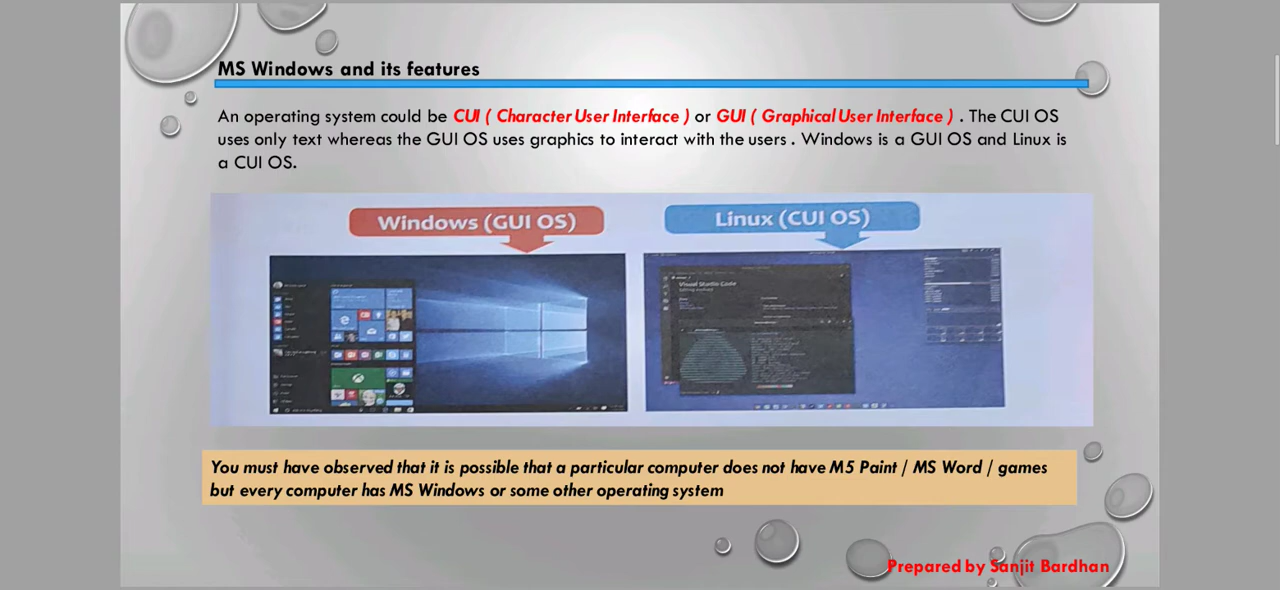 MS Windows and its features
An operating system could be CUI ( Character User Interface ) or GUI ( Graphical User Interface ) . The CUI OS
uses only text whereas the GUI OS uses graphics to interact with the users . Windows is a GUI OS and Linux is
a CUI OS.
Windows (GUI OS)
Linux (CUI OS)
Visual Studio Code
You must have observed that it is possible that a particular computer does not have M5 Paint / MS Word / games
but every computer has MS Windows or some other operating system
Prepared by Sanjit Bardhan